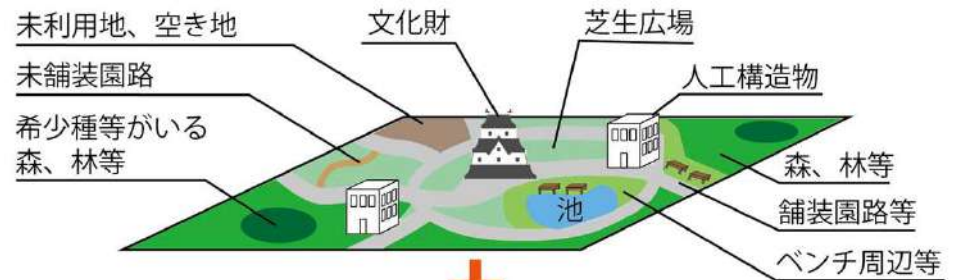 未利用地、空き地
文化財
芝生広場
未舗装園路
人工構造物
希少種等がいる
森、林等
森、林等
池
舗装園路等
ベンチ周辺等